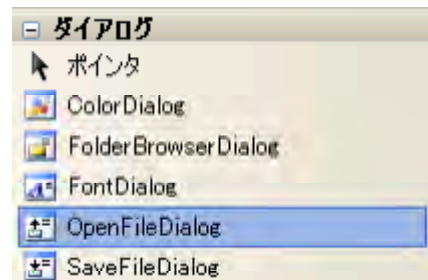 ダイアログ
ポインタ
ColorDialog
FolderBrowserDialog
FontDialog
OpenFileDialog
SaveFileDialog